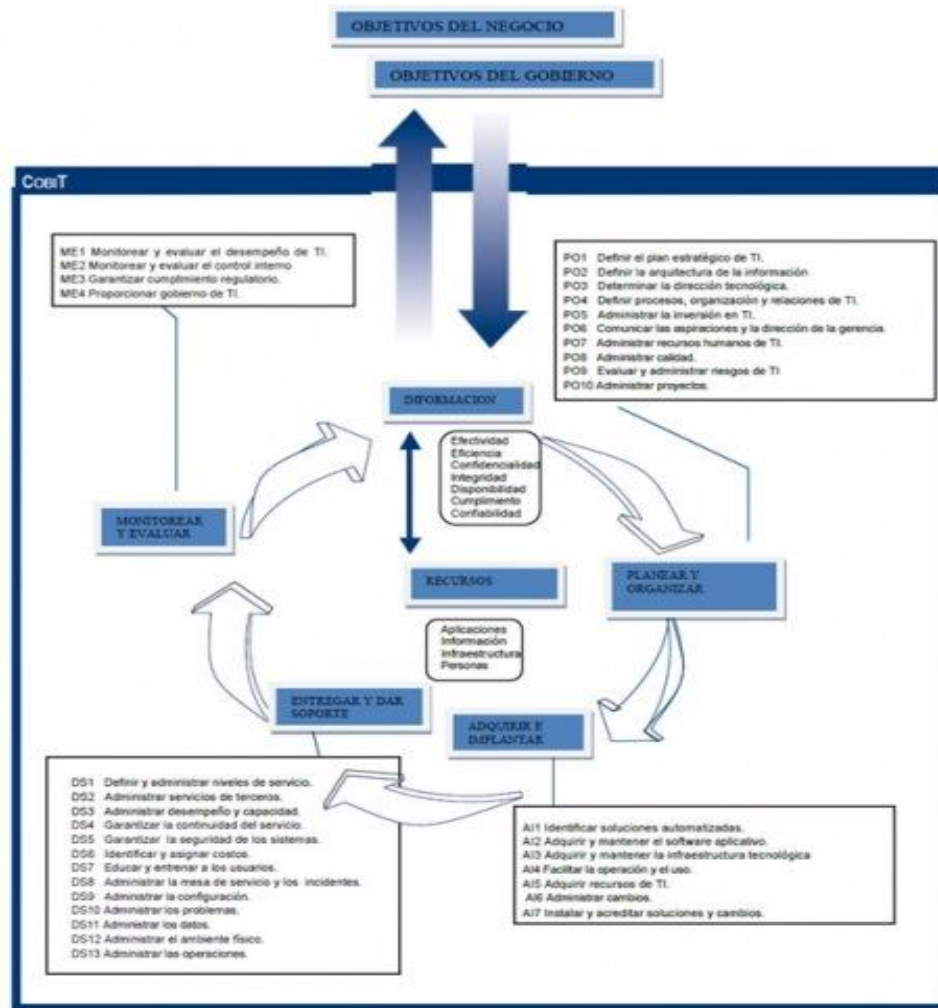 OBJETIVOS DEL NEGOCIO
OBJETIVOS DEL GOBIERNO
COBIT
ME1 Monitorear y evaluar el desempeño de TI.
ME2 Monitorear y evaluar el control interno
ME3 Garantizar cumplimiento regulatorio.
ME4 Proporcionar gobierno de TI.
PO1 Definir el plan estratégico de TI.
PO2 Definir la arquitectura de la información
PO3 Determinar la dirección tecnológica.
PO4 Definir procesos, organización y relaciones de TI.
PO5 Administrar la inversión en TI.
PO6 Comunicar las aspiraciones y la dirección de la gerencia.
PO7 Administrar recursos humanos de TI.
PO8 Administrar calidad.
PO9 Evaluar y administrar riesgos de TI
PO10 Administrar proyectos.
DIFORMACION
Efectividad
Eficiencia
Confidencialidad
Integridad
Disponibilidad
Cumplimiento
Confiabilidad
MONITOREAR
Y EVALUAR
RECURSOS
PLANEAR Y
ORGANIZAR
Aplicaciones
Información
Infraestructura
Personas
ENTREGAR Y DAR
SOPORTE
ADQUIRIR E
IMPLANTAR
DS1 Definir y administrar niveles de servicio.
DS2 Administrar servicios de terceros.
DS3 Administrar desempeño y capacidad.
DS4 Garantizar la continuidad del servicio.
DS5 Garantizar la seguridad de los sistemas.
DS6 Identificar y asignar costos.
DS7 Educar y entrenar a los usuarios.
DS8 Administrar la mesa de servicio y los incidentes.
DS9 Administrar la configuración.
DS10 Administrar los problemas.
DS11 Administrar los datos.
DS12 Administrar el ambiente físico.
DS13 Administrar las operaciones.
AI1 Identificar soluciones automatizadas.
AI2 Adquirir y mantener el software aplicativo.
AI3 Adquirir y mantener la infraestructura tecnológica
AI4 Facilitar la operación y el uso.
AI5 Adquirir recursos de TI.
AI6 Administrar cambios.
AI7 Instalar y acreditar soluciones y cambios.